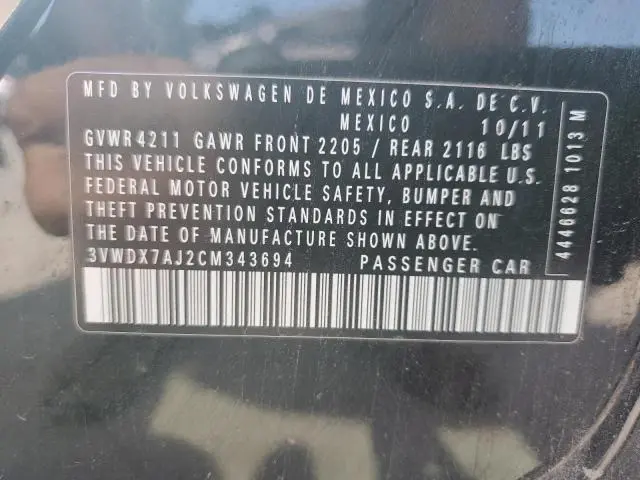 MFD BY VOLKSWAGEN DE MEXICO S.A. DE C.V.
MEXICO 10/11
GVWR 4211 GAWR FRONT 2205 / REAR 2116 LBS
THIS VEHICLE CONFORMS TO ALL APPLICABLE U.S.
FEDERAL MOTOR VEHICLE SAFETY, BUMPER AND
THEFT PREVENTION STANDARDS IN EFFECT ON
THE DATE OF MANUFACTURE SHOWN ABOVE.
3VWDX7AJ2CM343694 PASSENGER CAR
4446628 1013 M